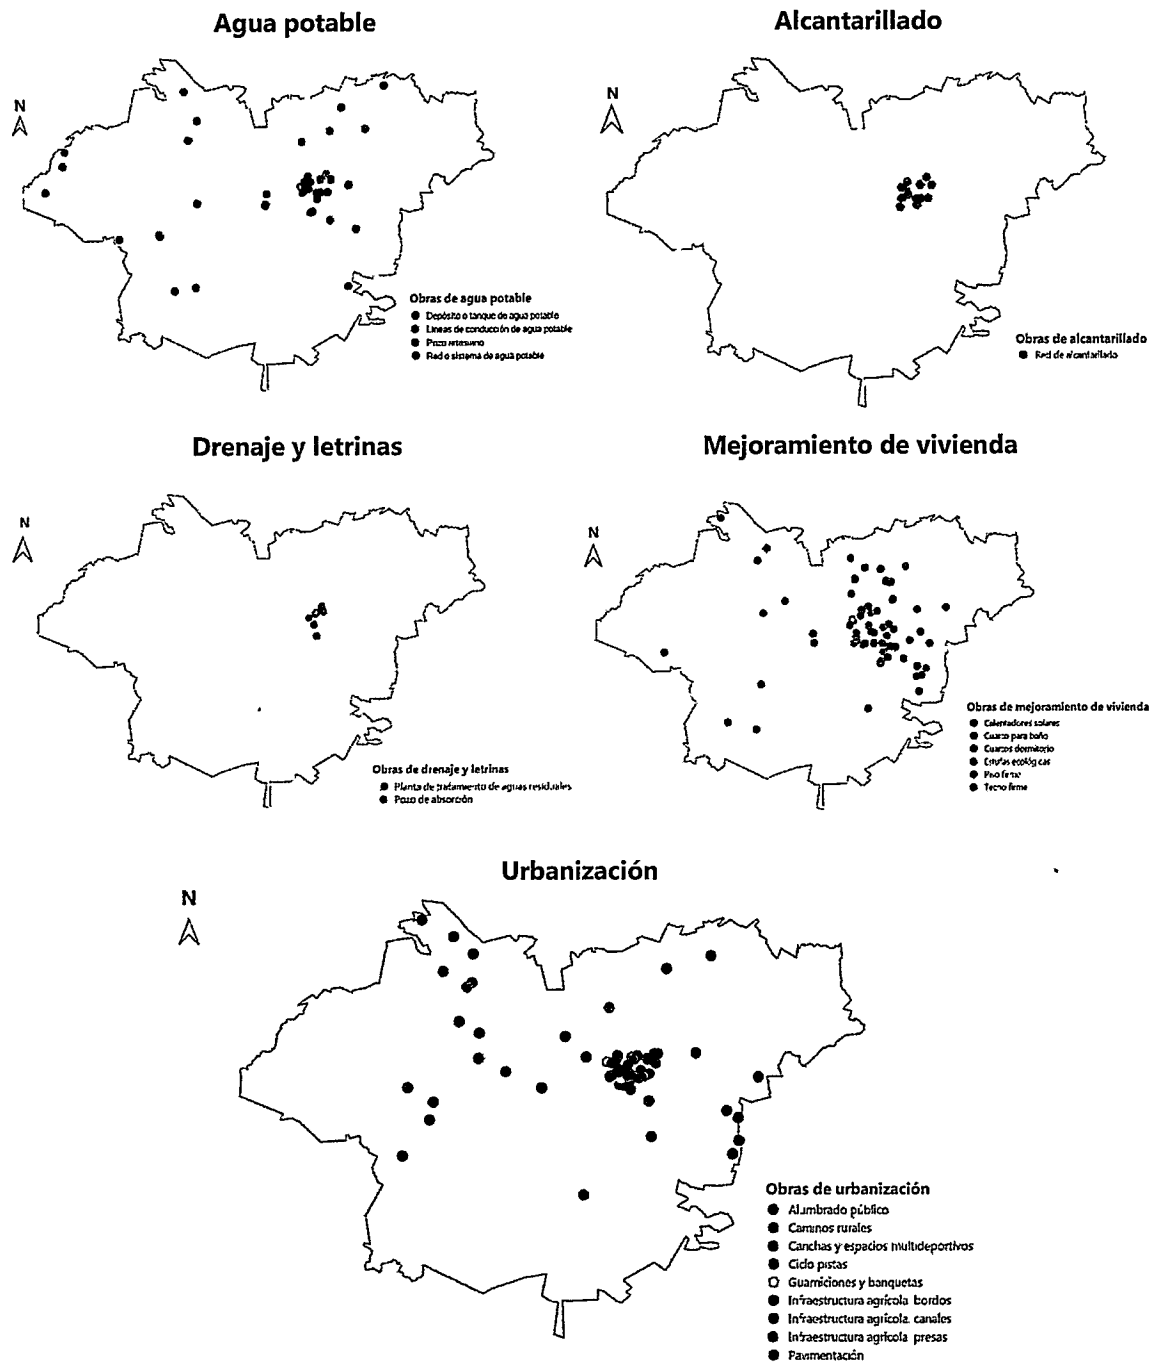 Agua potable
Alcantarillado
N
N
Obras de agua potable
Depósito o tanque de agua potable
Líneas de conducción de agua potable
Pozo artesiano
Red o sistema de agua potable
Obras de alcantarillado
Red de alcantarillado
Drenaje y letrinas
Mejoramiento de vivienda
N
N
Obras de drenaje y letrinas
Planta de tratamiento de aguas residuales
Pozo de absorción
Obras de mejoramiento de vivienda
Calentadores solares
Cuarto para baño
Cuartos dormitorio
Estufas ecológicas
Piso firme
Techo firme
Urbanización
N
Obras de urbanización
Alumbrado público
Caminos rurales
Canchas y espacios multideportivos
Ciclo pistas
Guarniciones y banquetas
Infraestructura agrícola bordos
Infraestructura agrícola. canales
Infraestructura agrícola presas
Pavimentación